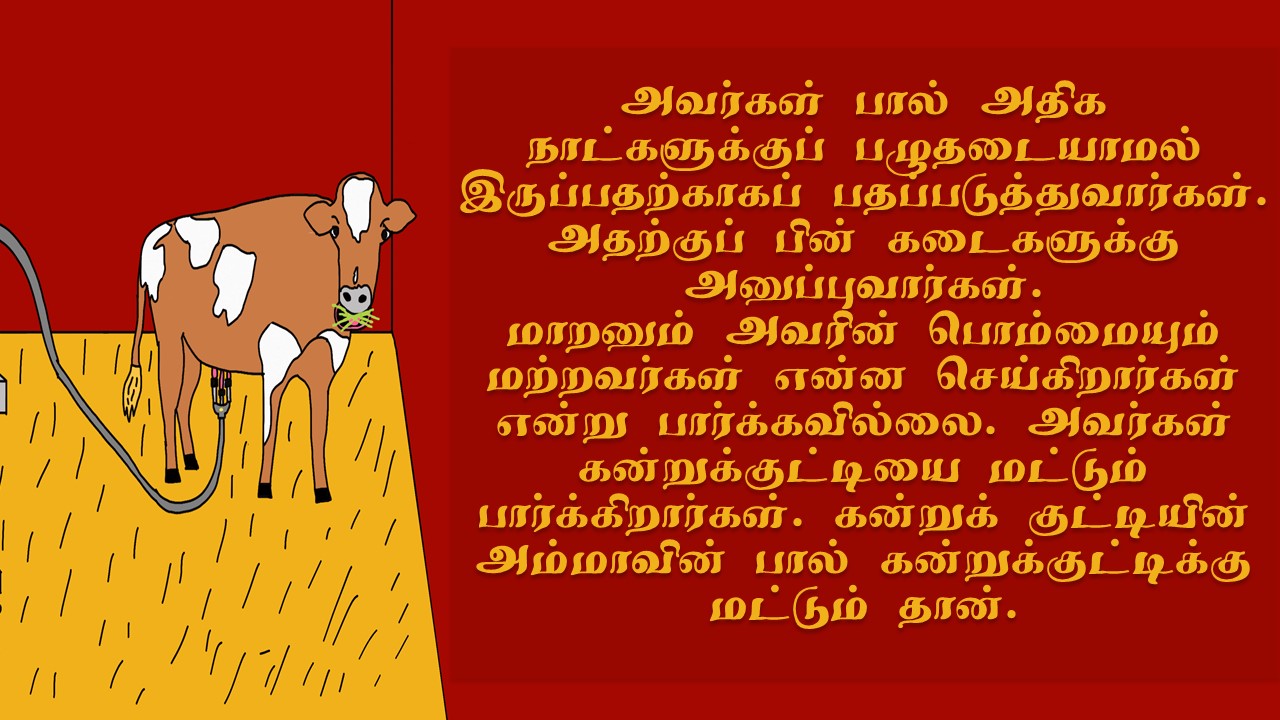 அவர்கள் பால் அதிக
நாட்களுக்குப் பழுதடையாமல்
இருப்பதற்காகப் பதப்படுத்துவார்கள்.
அதற்குப் பின் கடைகளுக்கு
அனுப்புவார்கள்.
மாறனும் அவரின் பொம்மையும்
மற்றவர்கள் என்ன செய்கிறார்கள்
என்று பார்க்கவில்லை. அவர்கள்
கன்றுக்குட்டியை மட்டும்
பார்க்கிறார்கள். கன்றுக் குட்டியின்
அம்மாவின் பால் கன்றுக்குட்டிக்கு
மட்டும் தான்.